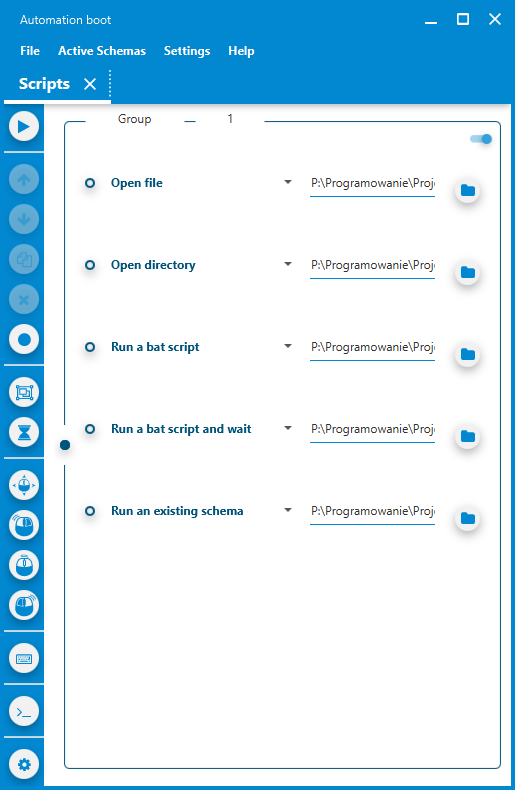 Automation boot
File Active Schemas Settings Help
Scripts
Group 1
Open file P:\Programowanie\Proj
Open directory P:\Programowanie\Proj
Run a bat script P:\Programowanie\Proj
Run a bat script and wait P:\Programowanie\Proj
Run an existing schema P:\Programowanie\Proj